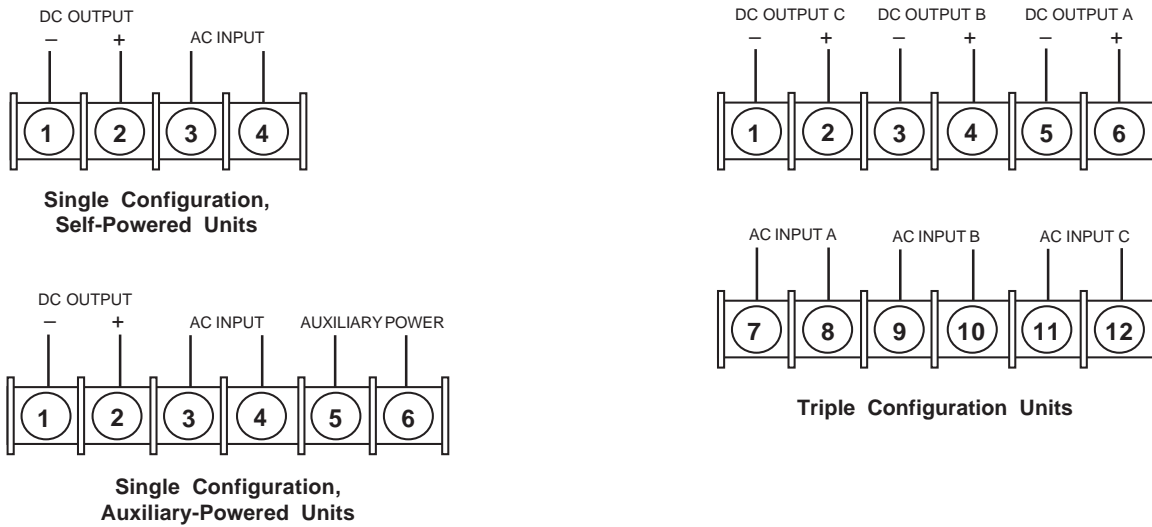 DC OUTPUT
− +
AC INPUT
1 2 3 4
Single Configuration,
Self-Powered Units
DC OUTPUT
− +
AC INPUT
AUXILIARY POWER
1 2 3 4 5 6
Single Configuration,
Auxiliary-Powered Units
DC OUTPUT C DC OUTPUT B DC OUTPUT A
− + − + − +
1 2 3 4 5 6
AC INPUT A AC INPUT B AC INPUT C
7 8 9 10 11 12
Triple Configuration Units